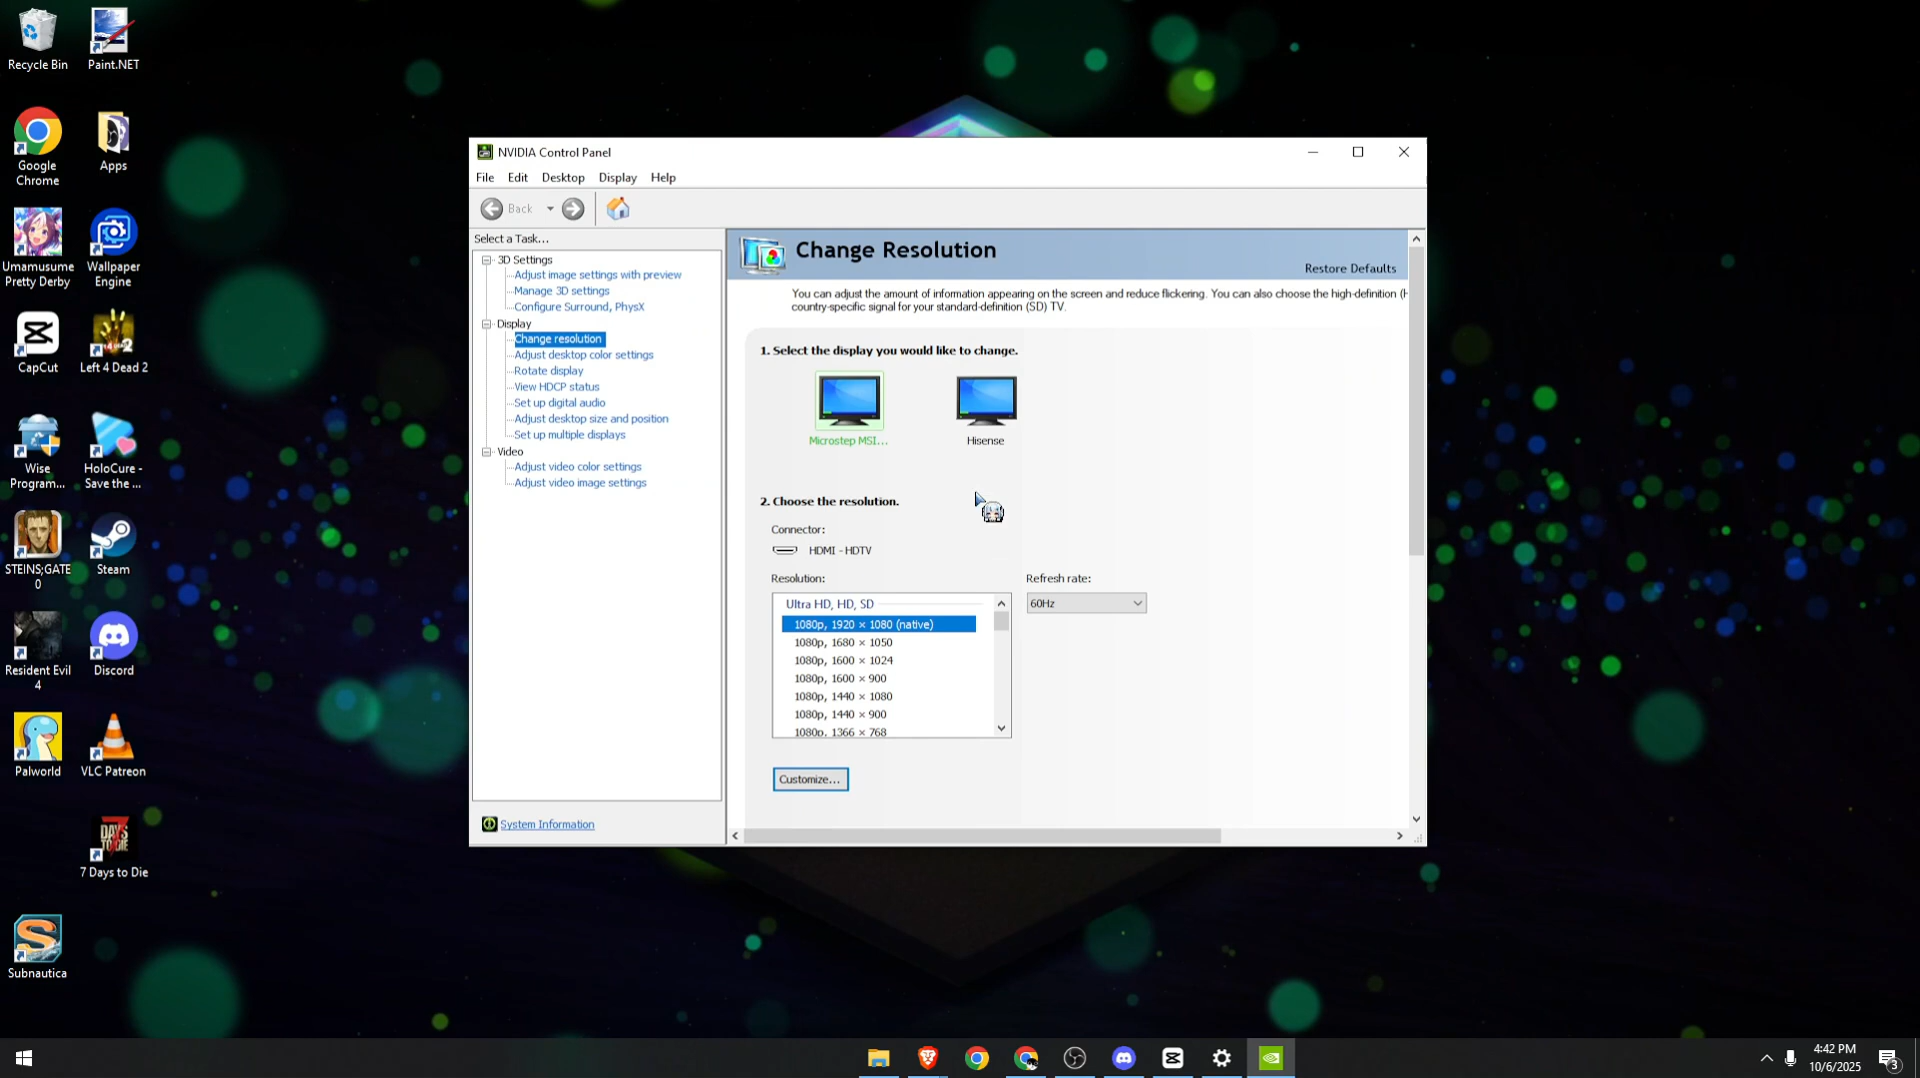 Recycle Bin
Paint.NET
Google
Chrome
Apps
Umamusume
Pretty Derby
Wallpaper
Engine
CapCut
Left 4 Dead 2
Wise
Program...
HoloCure -
Save the ...
STEINS;GATE
0
Steam
Resident Evil
4
Discord
Palworld
VLC Patreon
7 Days to Die
Subnautica
NVIDIA Control Panel
File Edit Desktop Display Help
Back
Select a Task...
3D Settings
Adjust image settings with preview
Manage 3D settings
Configure Surround, PhysX
Display
Change resolution
Adjust desktop color settings
Rotate display
View HDCP status
Set up digital audio
Adjust desktop size and position
Set up multiple displays
Video
Adjust video color settings
Adjust video image settings
System Information
Change Resolution
Restore Defaults
You can adjust the amount of information appearing on the screen and reduce flickering. You can also choose the high-definition (H
country-specific signal for your standard-definition (SD) TV.
1. Select the display you would like to change.
Microstep MSI...
Hisense
2. Choose the resolution.
Connector:
HDMI - HDTV
Resolution:
Refresh rate:
Ultra HD, HD, SD
60Hz
1080p, 1920 × 1080 (native)
1080p, 1680 × 1050
1080p, 1600 × 1024
1080p, 1600 × 900
1080p, 1440 × 1080
1080p, 1440 × 900
1080p, 1366 × 768
Customize...
4:42 PM
10/6/2025
3